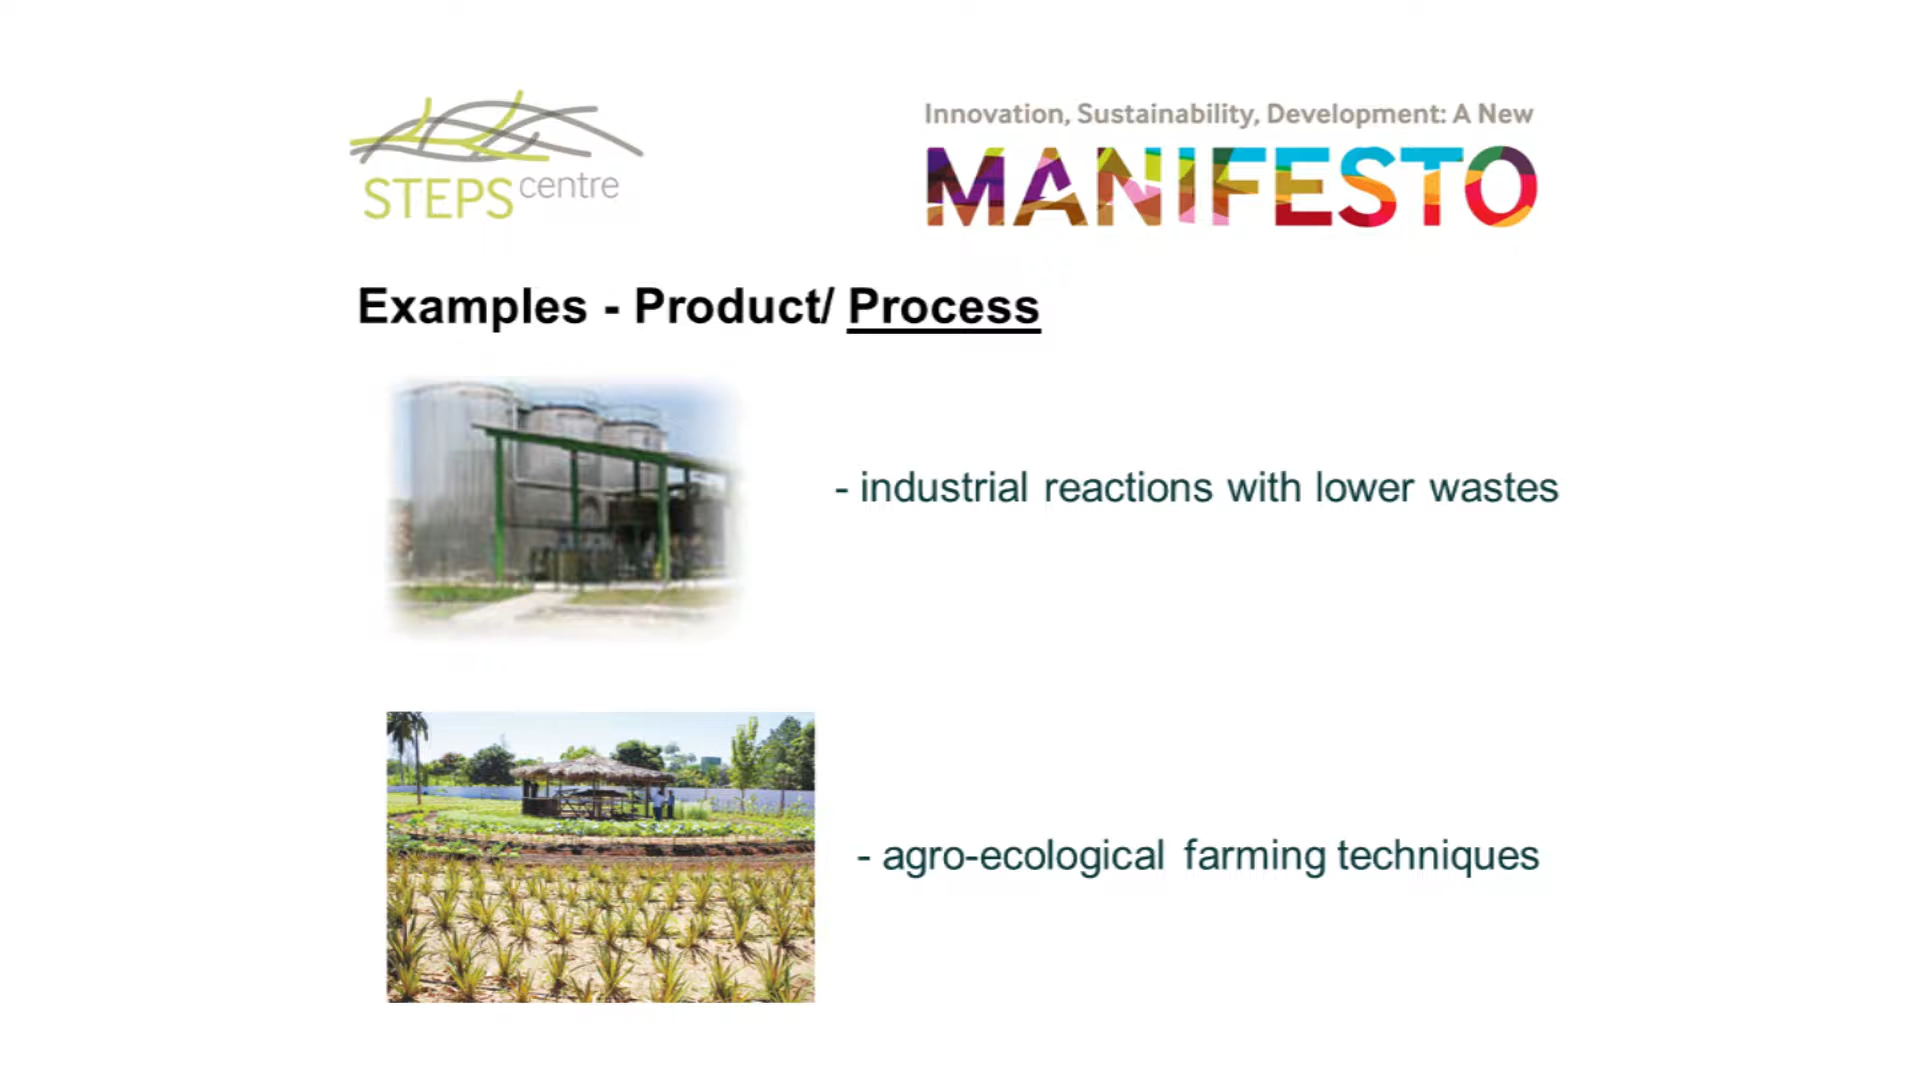 STEPS centre
Innovation, Sustainability, Development: A New
MANIFESTO
Examples - Product/ Process
- industrial reactions with lower wastes
- agro-ecological farming techniques